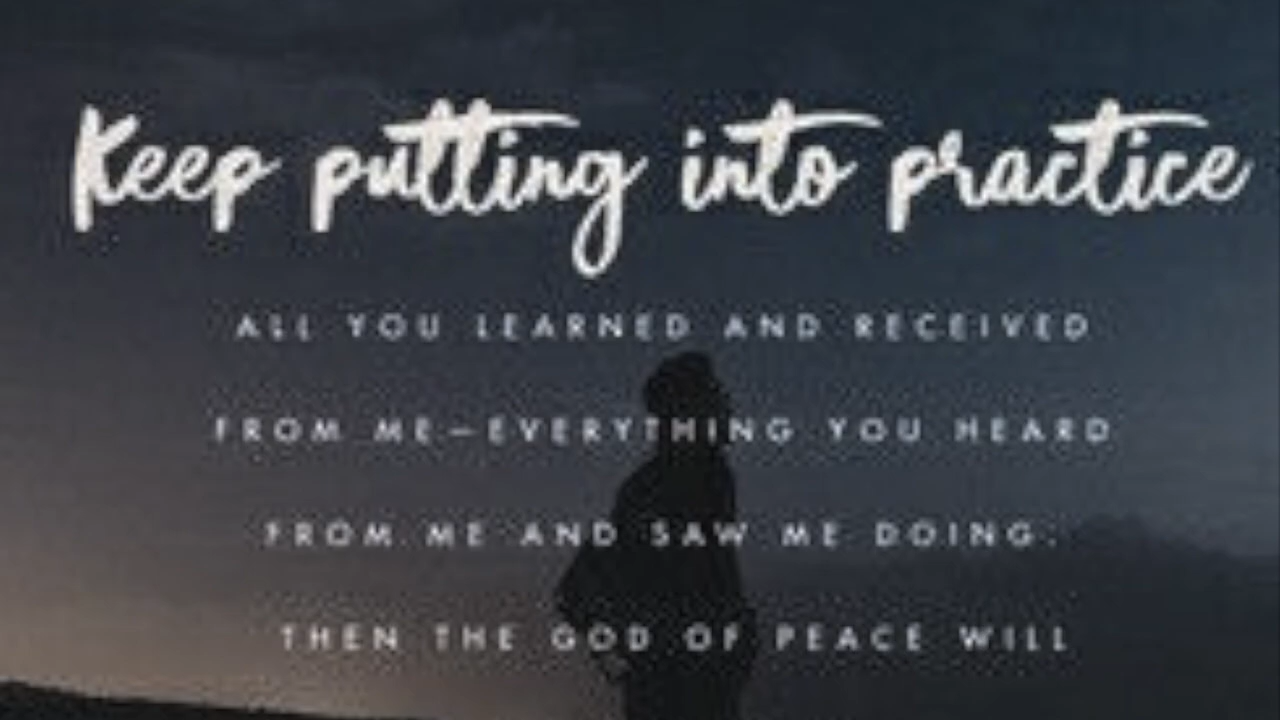 Keep putting into practice
ALL YOU LEARNED AND RECEIVED
FROM ME—EVERYTHING YOU HEARD
FROM ME AND SAW ME DOING.
THEN THE GOD OF PEACE WILL